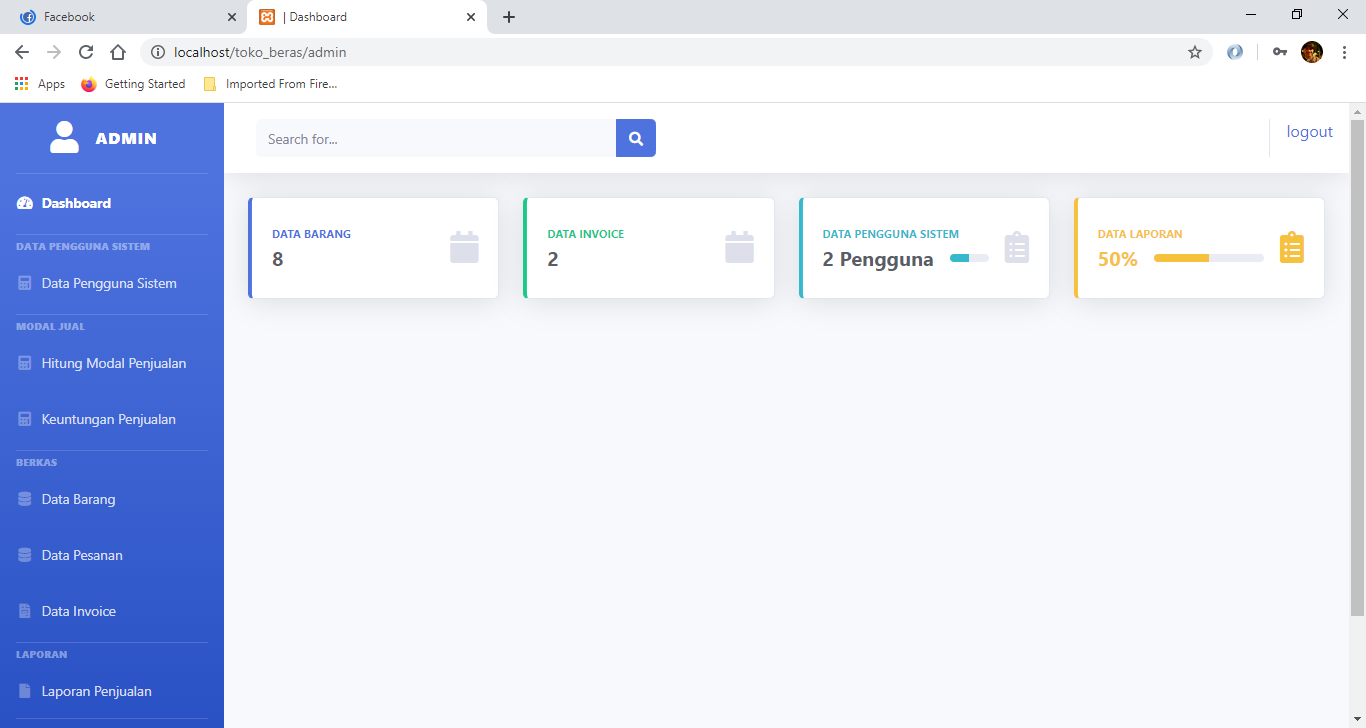 Facebook
| Dashboard
localhost/toko_beras/admin
Apps
Getting Started
Imported From Fire...
ADMIN
Search for...
logout
Dashboard
DATA PENGGUNA SISTEM
Data Pengguna Sistem
MODAL JUAL
Hitung Modal Penjualan
Keuntungan Penjualan
BERKAS
Data Barang
Data Pesanan
Data Invoice
LAPORAN
Laporan Penjualan
DATA BARANG
8
DATA INVOICE
2
DATA PENGGUNA SISTEM
2 Pengguna
DATA LAPORAN
50%